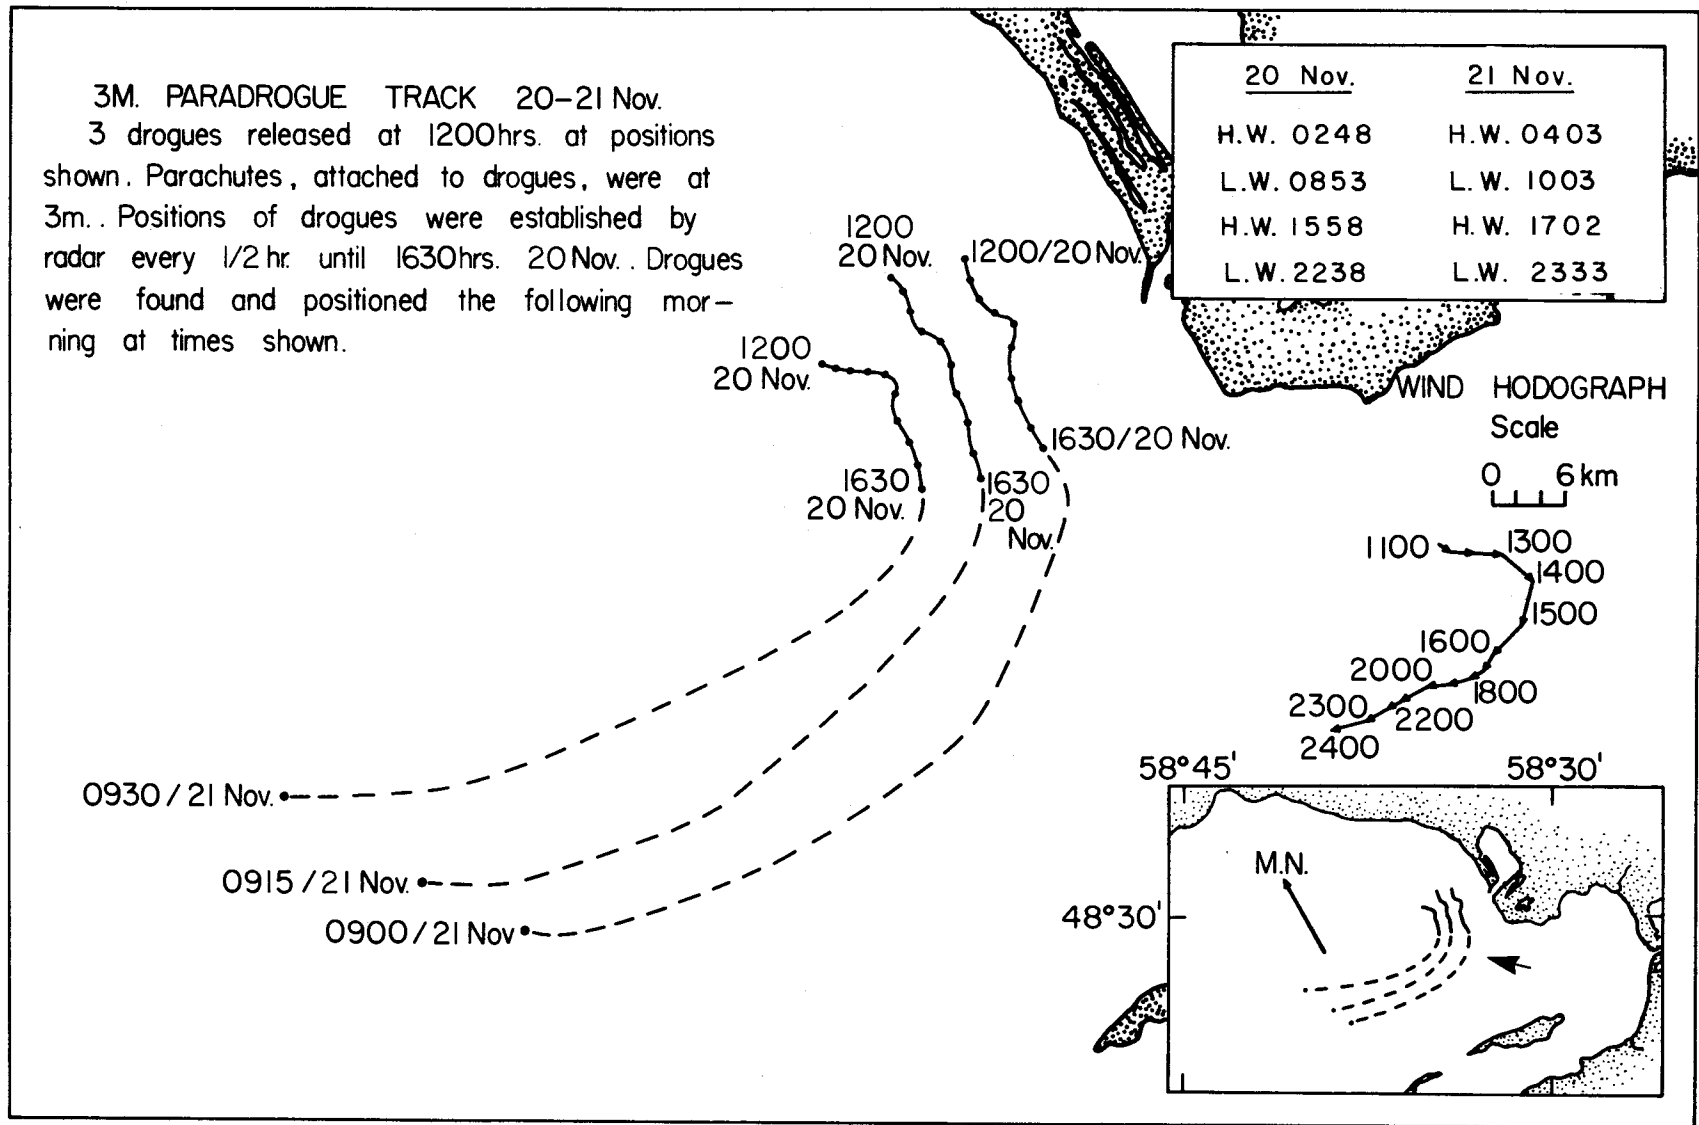 3M. PARADROGUE TRACK 20-21 Nov.
3 drogues released at 1200hrs. at positions
shown. Parachutes, attached to drogues, were at
3m.. Positions of drogues were established by
radar every 1/2 hr. until 1630hrs. 20 Nov.. Drogues
were found and positioned the following mor-
ning at times shown.
20 Nov. 21 Nov.
H.W. 0248 H.W. 0403
L.W. 0853 L.W. 1003
H.W. 1558 H.W. 1702
L.W. 2238 L.W. 2333
1200
20 Nov.
1200/20 Nov.
1200
20 Nov.
1630/20 Nov.
1630
20 Nov.
1630
20
Nov.
WIND HODOGRAPH
Scale
0 6 km
1100
1300
1400
1500
1600
2000
1800
2300
2200
2400
0930/21 Nov.
0915/21 Nov.
0900/21 Nov
58°45' 58°30'
M.N.
48°30'